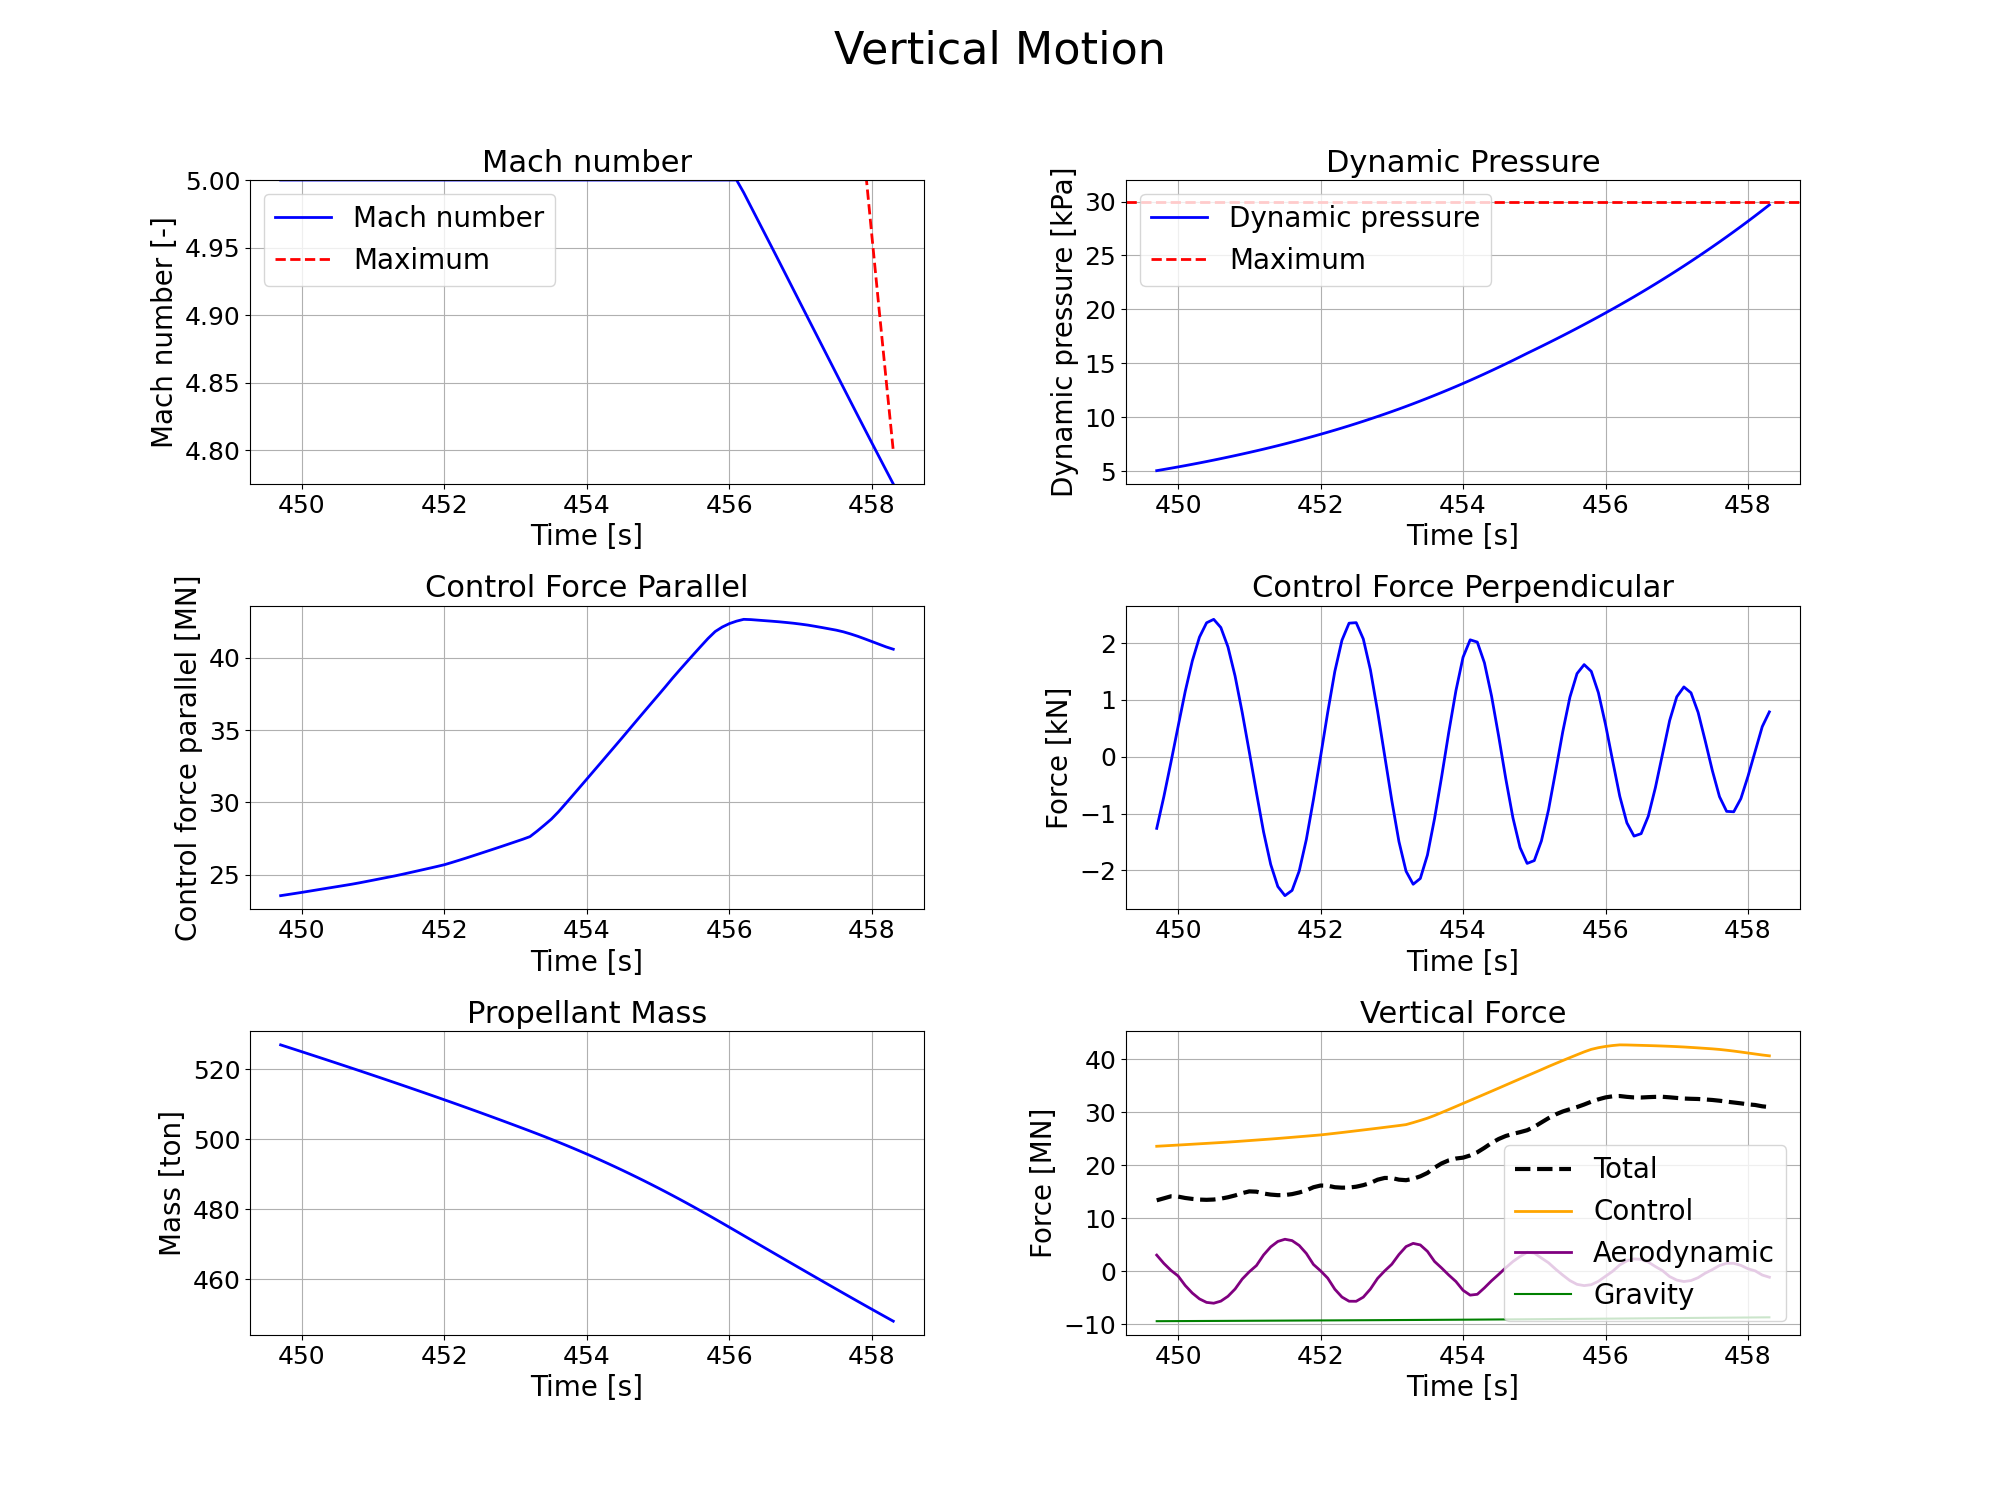 Vertical Motion
Mach number
Mach number [-]
5.00
4.95
4.90
4.85
4.80
Mach number
Maximum
450 452 454 456 458
Time [s]
Dynamic Pressure
Dynamic pressure [kPa]
30
25
20
15
10
5
Dynamic pressure
Maximum
450 452 454 456 458
Time [s]
Control Force Parallel
Control force parallel [MN]
40
35
30
25
450 452 454 456 458
Time [s]
Control Force Perpendicular
Force [kN]
2
1
0
−1
−2
450 452 454 456 458
Time [s]
Propellant Mass
Mass [ton]
520
500
480
460
450 452 454 456 458
Time [s]
Vertical Force
Force [MN]
40
30
20
10
0
−10
Total
Control
Aerodynamic
Gravity
450 452 454 456 458
Time [s]